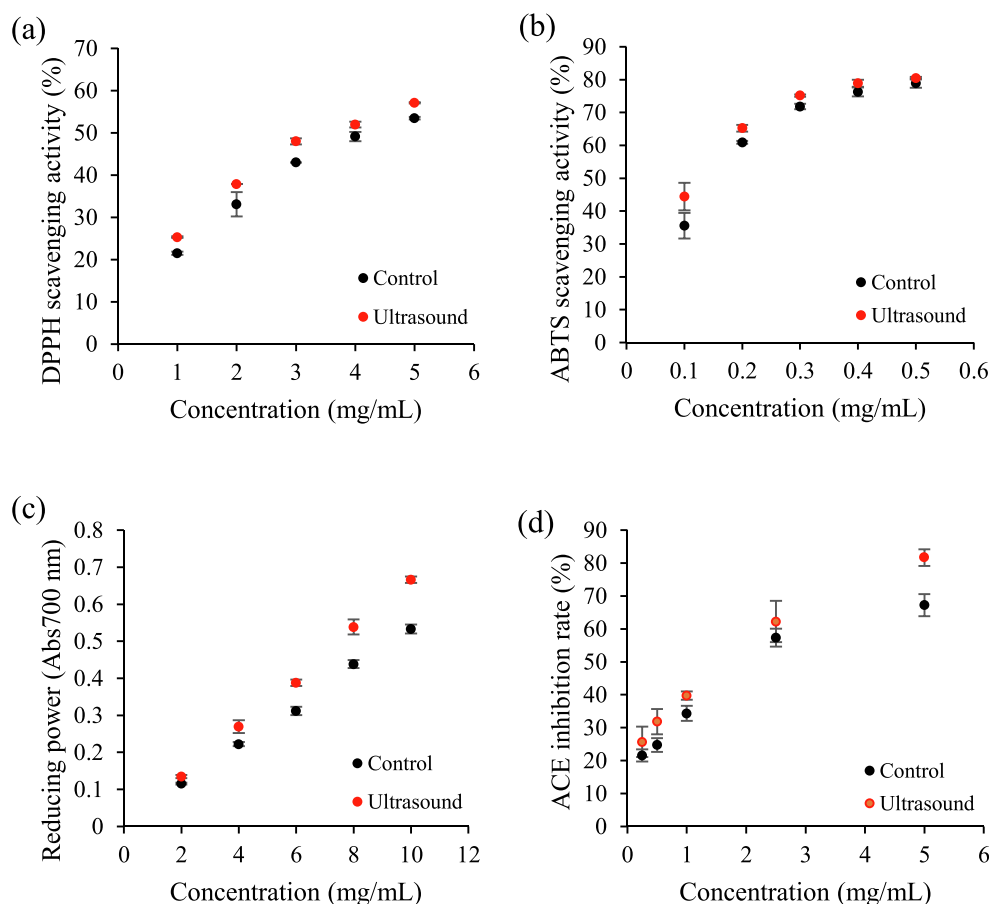 (a)
DPPH scavenging activity (%)
70
60
50
40
30
20
10
0
0 1 2 3 4 5 6
Concentration (mg/mL)
Control
Ultrasound
(b)
ABTS scavenging activity (%)
90
80
70
60
50
40
30
20
10
0
0 0.1 0.2 0.3 0.4 0.5 0.6
Concentration (mg/mL)
Control
Ultrasound
(c)
Reducing power (Abs700 nm)
0.8
0.7
0.6
0.5
0.4
0.3
0.2
0.1
0
0 2 4 6 8 10 12
Concentration (mg/mL)
Control
Ultrasound
(d)
ACE inhibition rate (%)
90
80
70
60
50
40
30
20
10
0
0 1 2 3 4 5 6
Concentration (mg/mL)
Control
Ultrasound